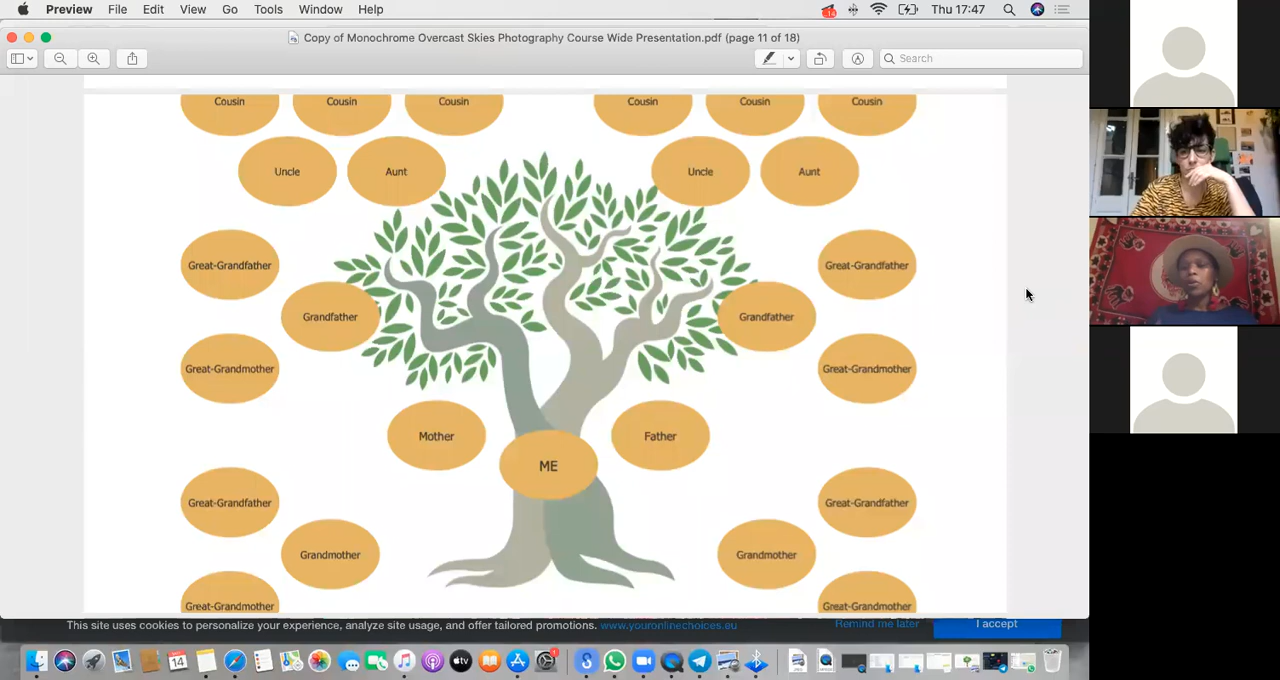 Preview File Edit View Go Tools Window Help Thu 17:47
Copy of Monochrome Overcast Skies Photography Course Wide Presentation.pdf (page 11 of 18)
Search
Cousin Cousin Cousin Cousin Cousin Cousin
Uncle Aunt Uncle Aunt
Great-Grandfather Great-Grandfather
Grandfather Grandfather
Great-Grandmother Great-Grandmother
Mother Father
ME
Great-Grandfather Great-Grandfather
Grandmother Grandmother
Great-Grandmother Great-Grandmother
This site uses cookies to personalize your experience, analyze site usage, and offer tailored promotions. www.youronlinechoices.eu Remind me later I accept